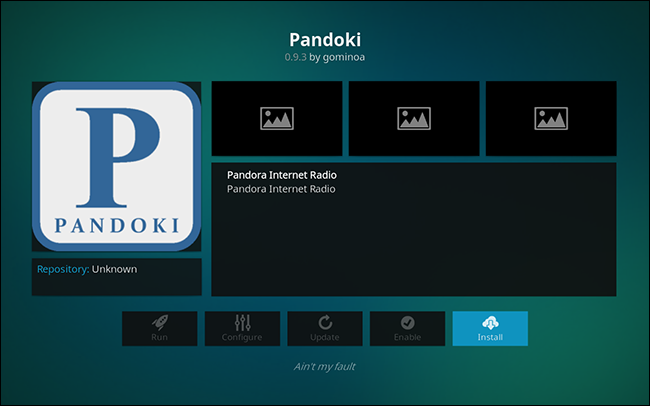 Pandoki
0.9.3 by gominoa
P
PANDOKI
Pandora Internet Radio
Pandora Internet Radio
Repository: Unknown
Run
Configure
Update
Enable
Install
Ain't my fault